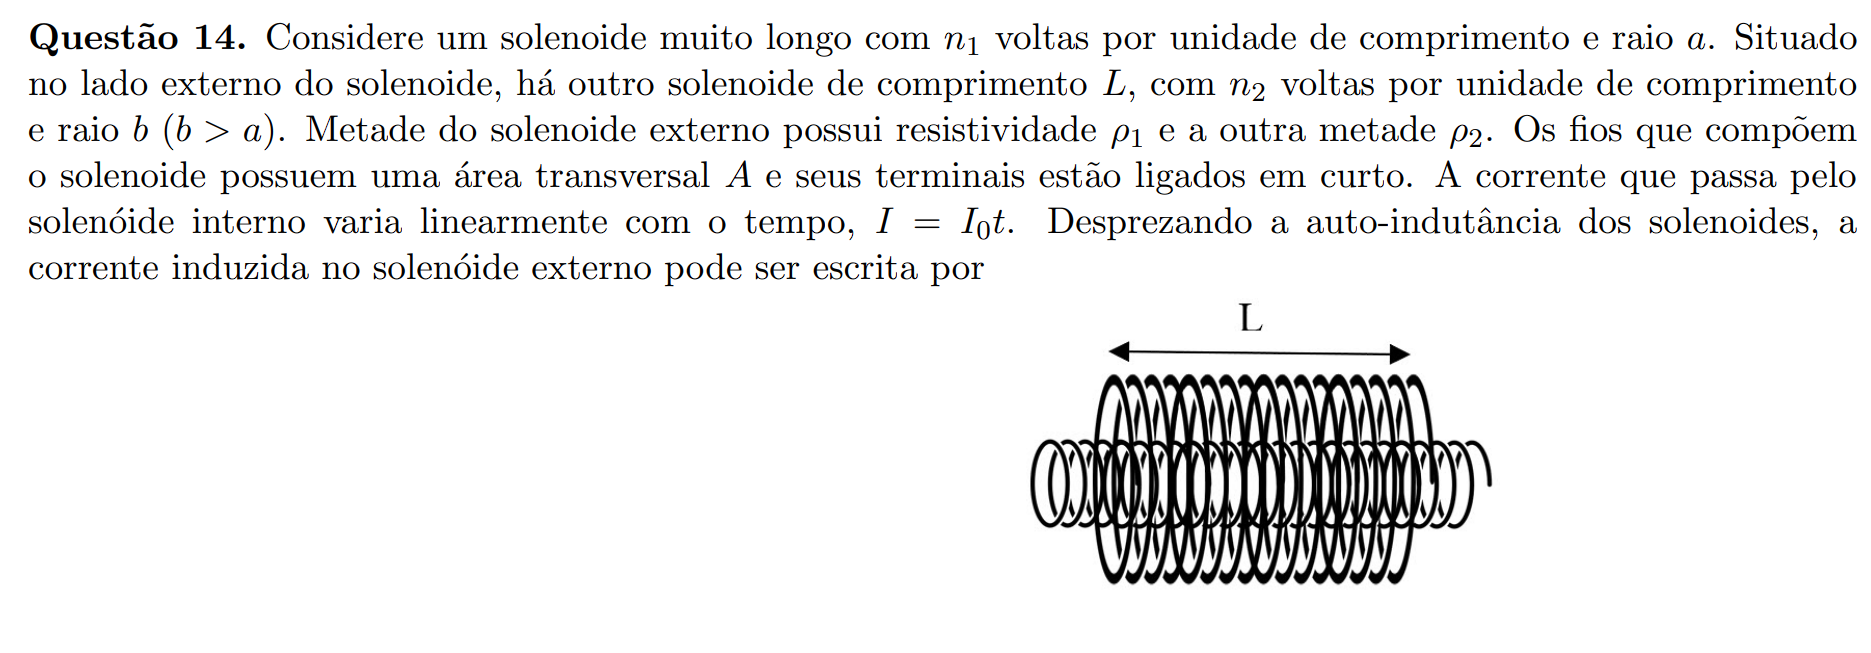 Questão 14. Considere um solenoide muito longo com n₁ voltas por unidade de comprimento e raio a. Situado
no lado externo do solenoide, há outro solenoide de comprimento L, com n₂ voltas por unidade de comprimento
e raio b (b > a). Metade do solenoide externo possui resistividade ρ₁ e a outra metade ρ₂. Os fios que compõem
o solenoide possuem uma área transversal A e seus terminais estão ligados em curto. A corrente que passa pelo
solenóide interno varia linearmente com o tempo, I = I₀t. Desprezando a auto-indutância dos solenoides, a
corrente induzida no solenóide externo pode ser escrita por
L